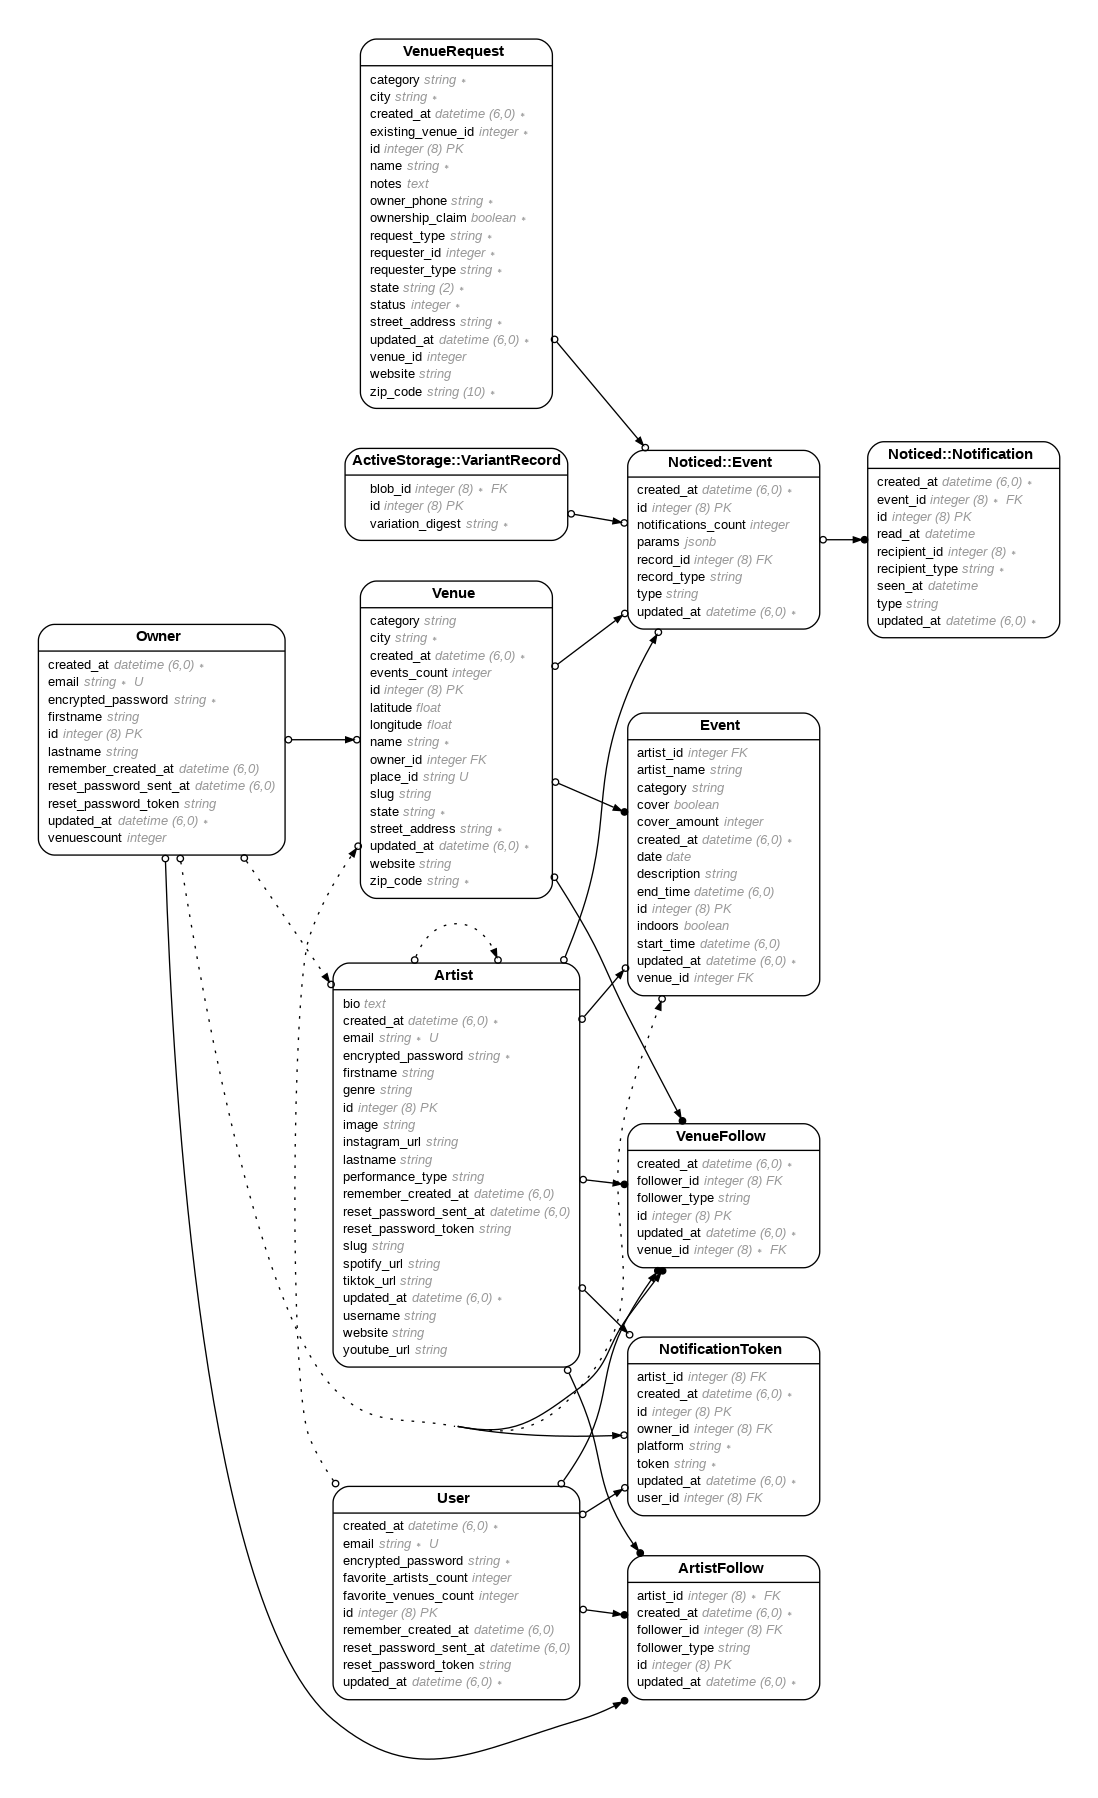 VenueRequest
category string ∗
city string ∗
created_at datetime (6,0) ∗
existing_venue_id integer ∗
id integer (8) PK
name string ∗
notes text
owner_phone string ∗
ownership_claim boolean ∗
request_type string ∗
requester_id integer ∗
requester_type string ∗
state string (2) ∗
status integer ∗
street_address string ∗
updated_at datetime (6,0) ∗
venue_id integer
website string
zip_code string (10) ∗
ActiveStorage::VariantRecord
blob_id integer (8) ∗ FK
id integer (8) PK
variation_digest string ∗
Noticed::Event
created_at datetime (6,0) ∗
id integer (8) PK
notifications_count integer
params jsonb
record_id integer (8) FK
record_type string
type string
updated_at datetime (6,0) ∗
Noticed::Notification
created_at datetime (6,0) ∗
event_id integer (8) ∗ FK
id integer (8) PK
read_at datetime
recipient_id integer (8) ∗
recipient_type string ∗
seen_at datetime
type string
updated_at datetime (6,0) ∗
Owner
created_at datetime (6,0) ∗
email string ∗ U
encrypted_password string ∗
firstname string
id integer (8) PK
lastname string
remember_created_at datetime (6,0)
reset_password_sent_at datetime (6,0)
reset_password_token string
updated_at datetime (6,0) ∗
venuescount integer
Venue
category string
city string ∗
created_at datetime (6,0) ∗
events_count integer
id integer (8) PK
latitude float
longitude float
name string ∗
owner_id integer FK
place_id string U
slug string
state string ∗
street_address string ∗
updated_at datetime (6,0) ∗
website string
zip_code string ∗
Event
artist_id integer FK
artist_name string
category string
cover boolean
cover_amount integer
created_at datetime (6,0) ∗
date date
description string
end_time datetime (6,0)
id integer (8) PK
indoors boolean
start_time datetime (6,0)
updated_at datetime (6,0) ∗
venue_id integer FK
Artist
bio text
created_at datetime (6,0) ∗
email string ∗ U
encrypted_password string ∗
firstname string
genre string
id integer (8) PK
image string
instagram_url string
lastname string
performance_type string
remember_created_at datetime (6,0)
reset_password_sent_at datetime (6,0)
reset_password_token string
slug string
spotify_url string
tiktok_url string
updated_at datetime (6,0) ∗
username string
website string
youtube_url string
VenueFollow
created_at datetime (6,0) ∗
follower_id integer (8) FK
follower_type string
id integer (8) PK
updated_at datetime (6,0) ∗
venue_id integer (8) ∗ FK
NotificationToken
artist_id integer (8) FK
created_at datetime (6,0) ∗
id integer (8) PK
owner_id integer (8) FK
platform string ∗
token string ∗
updated_at datetime (6,0) ∗
user_id integer (8) FK
User
created_at datetime (6,0) ∗
email string ∗ U
encrypted_password string ∗
favorite_artists_count integer
favorite_venues_count integer
id integer (8) PK
remember_created_at datetime (6,0)
reset_password_sent_at datetime (6,0)
reset_password_token string
updated_at datetime (6,0) ∗
ArtistFollow
artist_id integer (8) ∗ FK
created_at datetime (6,0) ∗
follower_id integer (8) FK
follower_type string
id integer (8) PK
updated_at datetime (6,0) ∗